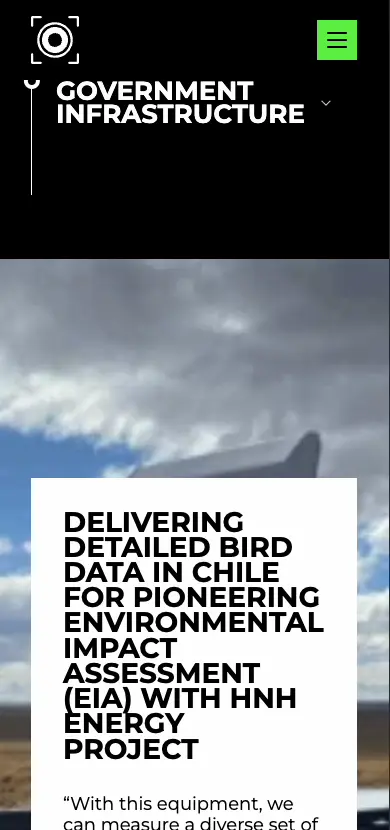 GOVERNMENT
INFRASTRUCTURE
DELIVERING
DETAILED BIRD
DATA IN CHILE
FOR PIONEERING
ENVIRONMENTAL
IMPACT
ASSESSMENT
(EIA) WITH HNH
ENERGY
PROJECT
“With this equipment, we
can measure a diverse set of